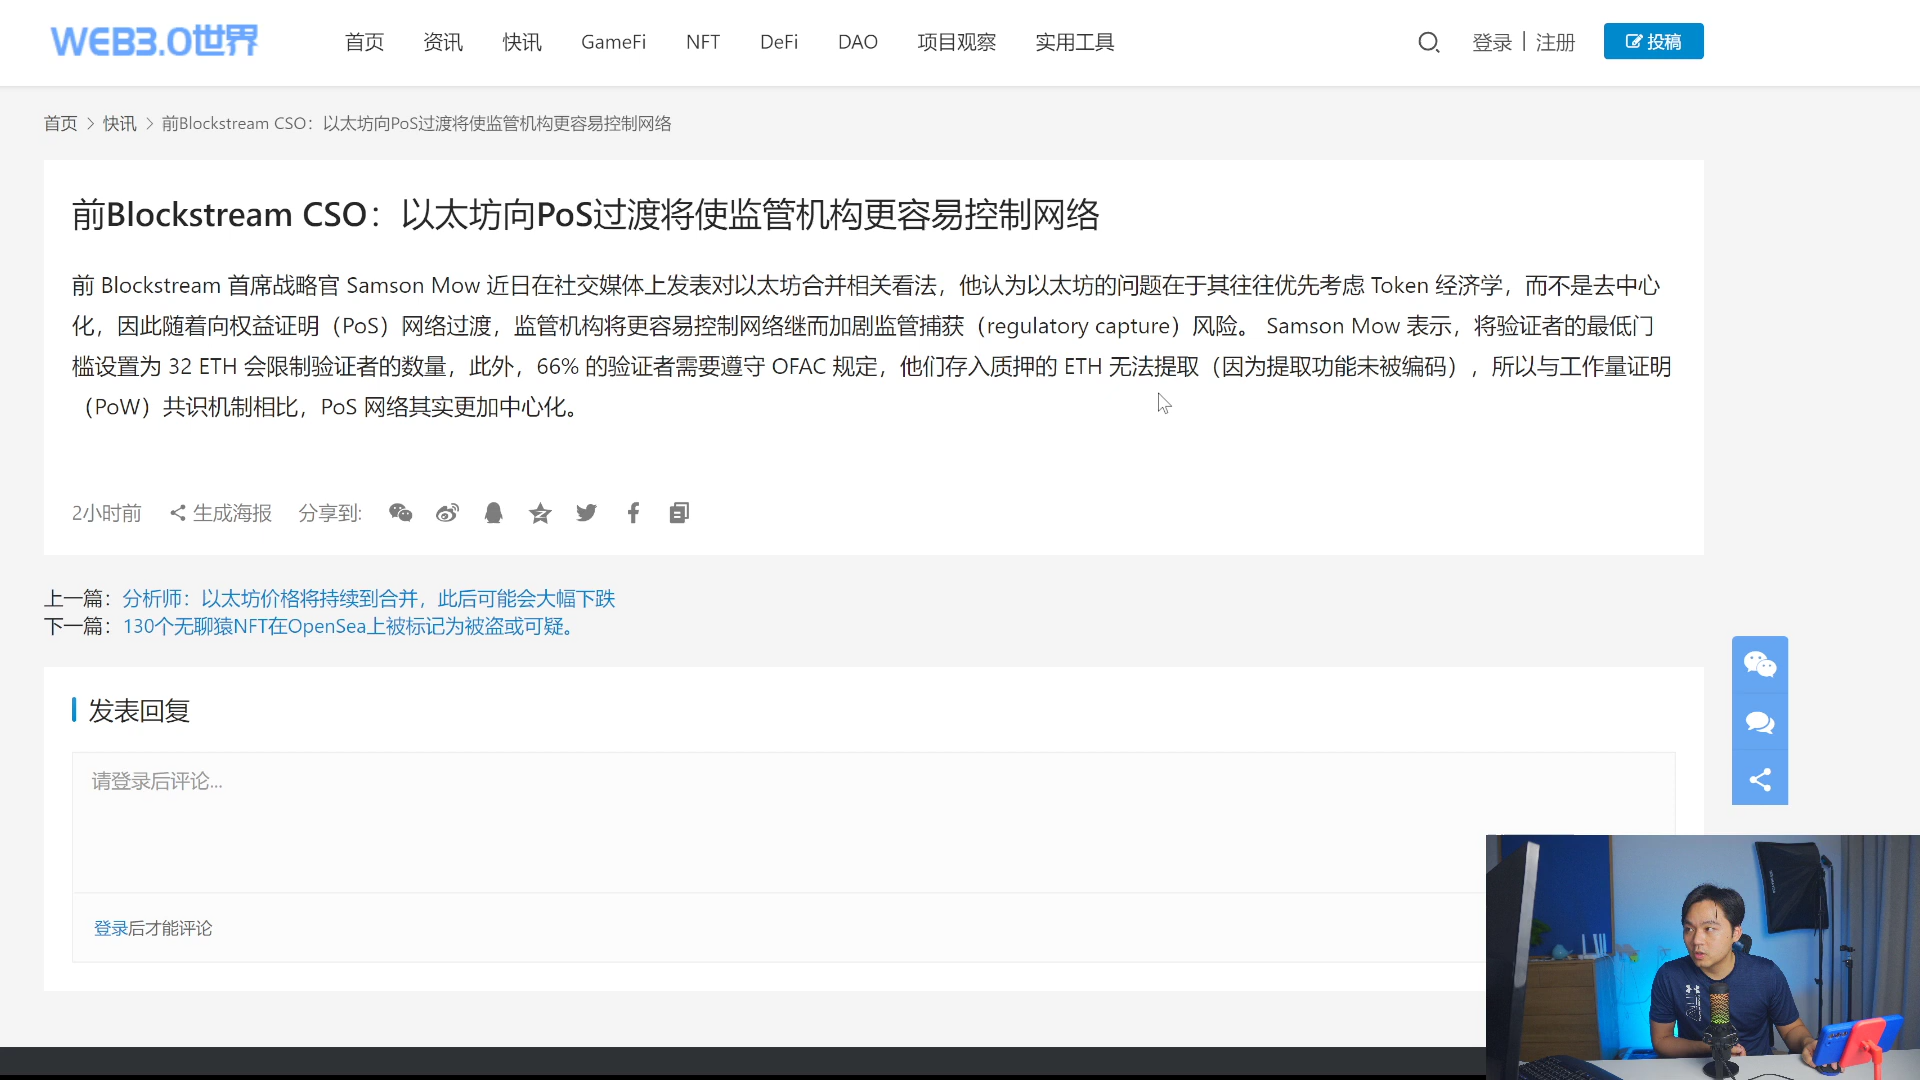 WEB3.0世界
首页 资讯 快讯 GameFi NFT DeFi DAO 项目观察 实用工具 登录 | 注册 投稿
首页 > 快讯 > 前Blockstream CSO：以太坊向PoS过渡将使监管机构更容易控制网络
前Blockstream CSO：以太坊向PoS过渡将使监管机构更容易控制网络
前 Blockstream 首席战略官 Samson Mow 近日在社交媒体上发表对以太坊合并相关看法，他认为以太坊的问题在于其往往优先考虑 Token 经济学，而不是去中心
化，因此随着向权益证明（PoS）网络过渡，监管机构将更容易控制网络继而加剧监管捕获（regulatory capture）风险。 Samson Mow 表示，将验证者的最低门
槛设置为 32 ETH 会限制验证者的数量，此外，66% 的验证者需要遵守 OFAC 规定，他们存入质押的 ETH 无法提取（因为提取功能未被编码），所以与工作量证明
（PoW）共识机制相比，PoS 网络其实更加中心化。
2小时前 生成海报 分享到:
上一篇：分析师：以太坊价格将持续到合并，此后可能会大幅下跌
下一篇：130个无聊猿NFT在OpenSea上被标记为被盗或可疑。
发表回复
请登录后评论...
登录后才能评论